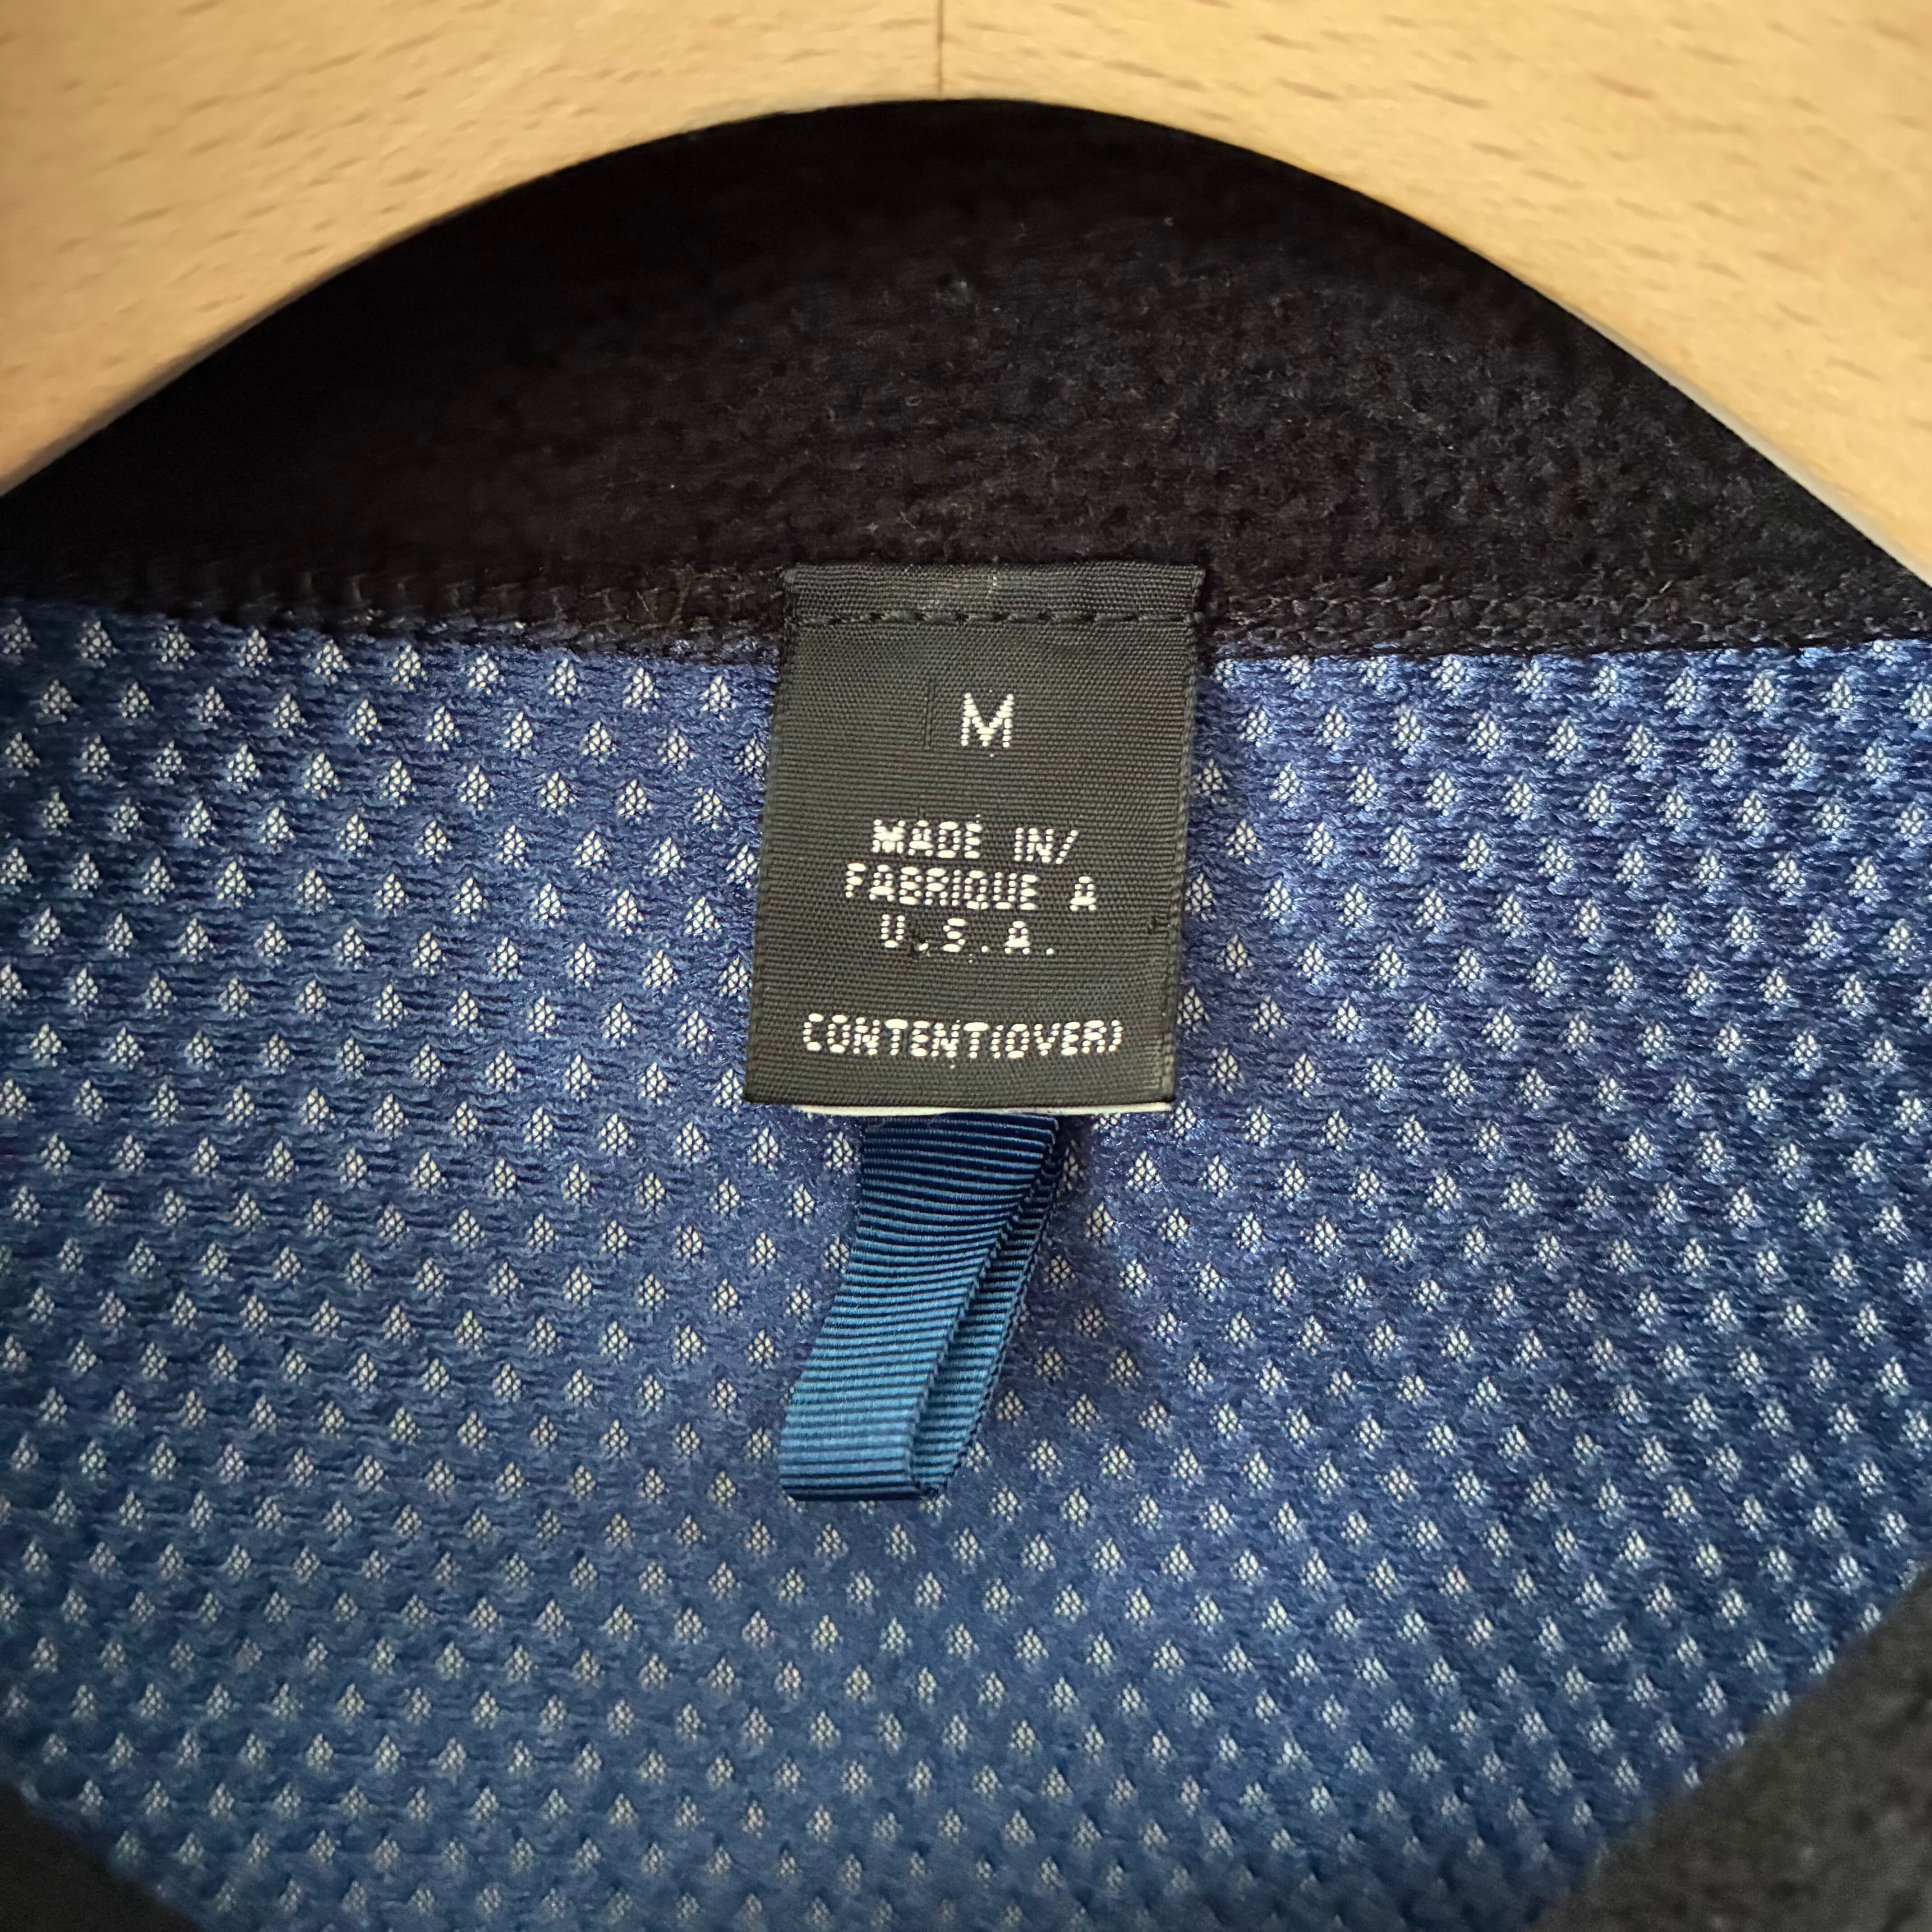 M
MADE IN/
FABRIQUE A
U.S.A.
CONTENT(OVER)